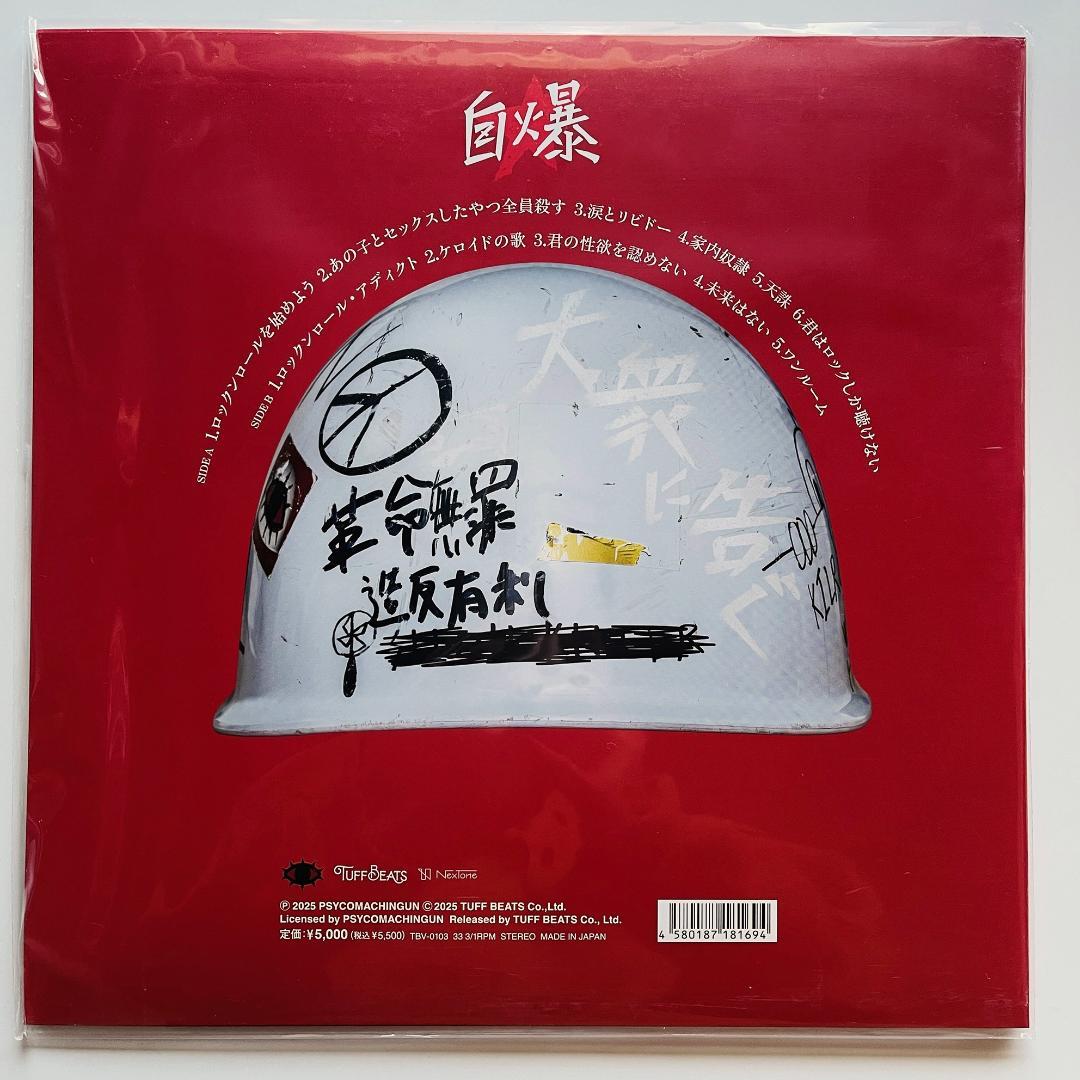 自爆
SIDE A 1.ロックンロールを始めよう 2.あの子とセックスしたやつ全員殺す 3.涙とリビドー 4.家内奴隷 5.天誅 6.君はロックしか聴けない
SIDE B 1.ロックンロール・アディクト 2.ケロイドの歌 3.君の性欲を認めない 4.未来はない 5.ワンルーム
大衆に告ぐ
革命無罪
造反有利
TUFF BEATS NexTone
Ⓟ 2025 PSYCOMACHINGUN Ⓒ 2025 TUFF BEATS Co.,Ltd.
Licensed by PSYCOMACHINGUN Released by TUFF BEATS Co., Ltd.
定価:¥5,000 (税込 ¥5,500) TBV-0103 33 3/1RPM STEREO MADE IN JAPAN
4 580187 181694